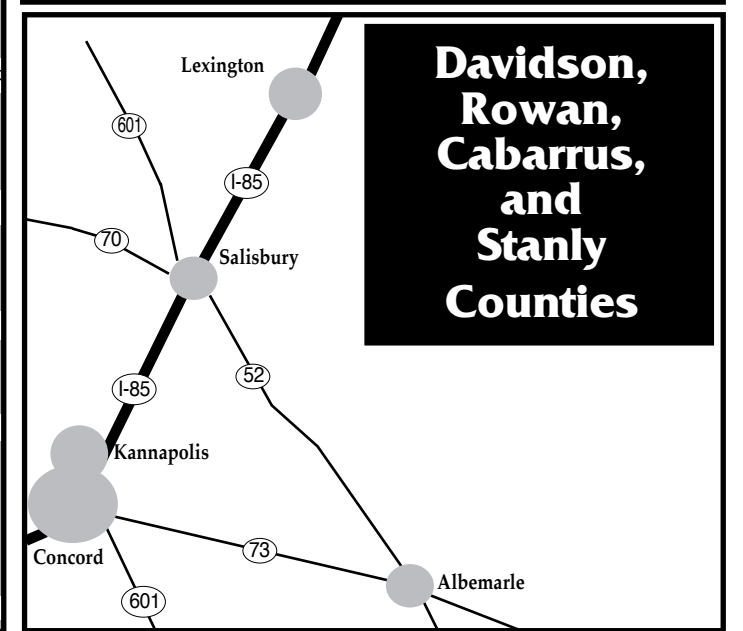 Davidson,
Rowan,
Cabarrus,
and
Stanly
Counties
Lexington
601
I-85
70
Salisbury
I-85
52
Kannapolis
73
Concord
Albemarle
601